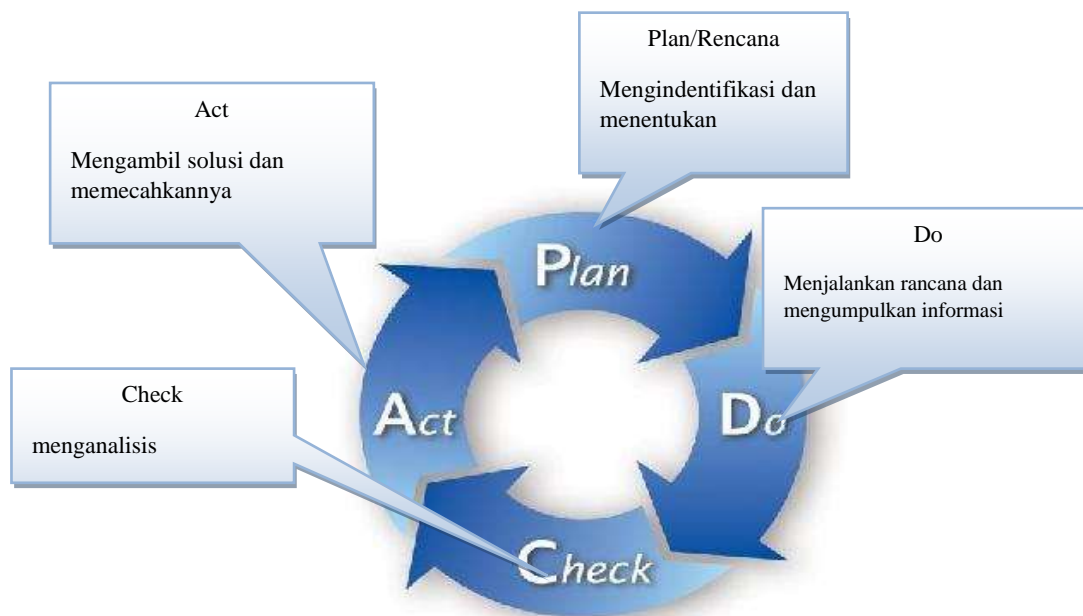 Plan/Rencana
Mengindentifikasi dan
menentukan
Act
Mengambil solusi dan
memecahkannya
Do
Menjalankan rancana dan
mengumpulkan informasi
Check
menganalisis
Plan
Do
Check
Act